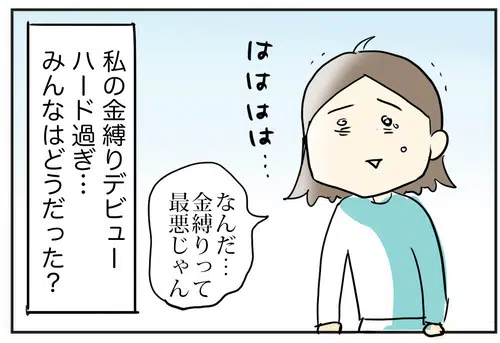 はははは…
なんだ…
金縛りって
最悪じゃん
私の金縛りデビュー
ハード過ぎ…
みんなはどうだった？